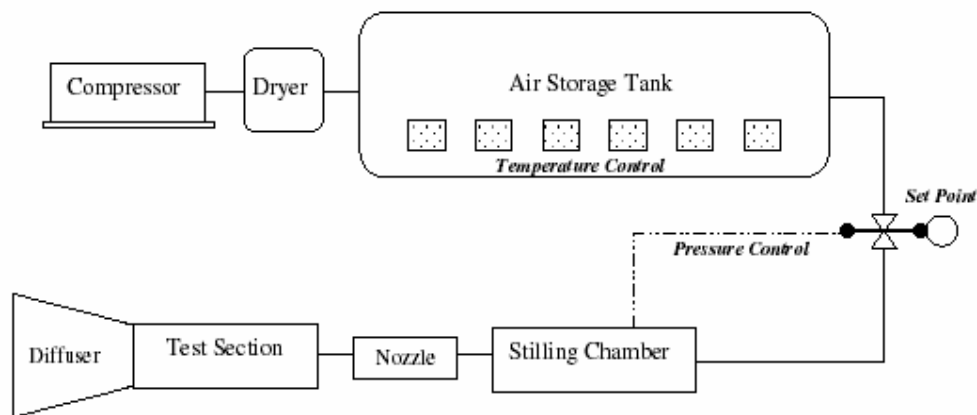 Compressor
Dryer
Air Storage Tank
Temperature Control
Set Point
Pressure Control
Diffuser
Test Section
Nozzle
Stilling Chamber